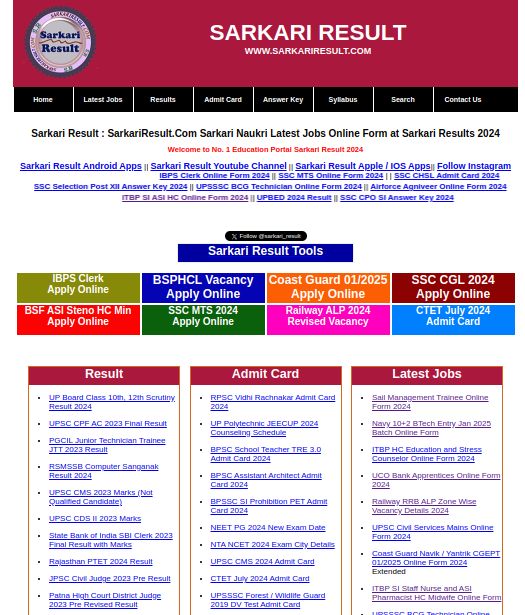 SARKARIRESULT.COM
Sarkari
Result
SARKARI RESULT
WWW.SARKARIRESULT.COM
Home
Latest Jobs
Results
Admit Card
Answer Key
Syllabus
Search
Contact Us
Sarkari Result : SarkariResult.Com Sarkari Naukri Latest Jobs Online Form at Sarkari Results 2024
Welcome to No. 1 Education Portal Sarkari Result 2024
Sarkari Result Android Apps || Sarkari Result Youtube Channel || Sarkari Result Apple / IOS Apps|| Follow Instagram
IBPS Clerk Online Form 2024 || SSC MTS Online Form 2024 | | SSC CHSL Admit Card 2024
SSC Selection Post XII Answer Key 2024 || UPSSSC BCG Technician Online Form 2024 || Airforce Agniveer Online Form 2024
ITBP SI ASI HC Online Form 2024 || UPBED 2024 Result || SSC CPO SI Answer Key 2024
Follow @sarkari_result
Sarkari Result Tools
IBPS Clerk
Apply Online
BSPHCL Vacancy
Apply Online
Coast Guard 01/2025
Apply Online
SSC CGL 2024
Apply Online
BSF ASI Steno HC Min
Apply Online
SSC MTS 2024
Apply Online
Railway ALP 2024
Revised Vacancy
CTET July 2024
Admit Card
Result
UP Board Class 10th, 12th Scrutiny
Result 2024
UPSC CPF AC 2023 Final Result
PGCIL Junior Technician Trainee
JTT 2023 Result
RSMSSB Computer Sanganak
Result 2024
UPSC CMS 2023 Marks (Not
Qualified Candidate)
UPSC CDS II 2023 Marks
State Bank of India SBI Clerk 2023
Final Result with Marks
Rajasthan PTET 2024 Result
JPSC Civil Judge 2023 Pre Result
Patna High Court District Judge
2023 Pre Revised Result
Admit Card
RPSC Vidhi Rachnakar Admit Card
2024
UP Polytechnic JEECUP 2024
Counseling Schedule
BPSC School Teacher TRE 3.0
Admit Card 2024
BPSC Assistant Architect Admit
Card 2024
BPSSC SI Prohibition PET Admit
Card 2024
NEET PG 2024 New Exam Date
NTA NCET 2024 Exam City Details
UPSC CMS 2024 Admit Card
CTET July 2024 Admit Card
UPSSSC Forest / Wildlife Guard
2019 DV Test Admit Card
Latest Jobs
Sail Management Trainee Online
Form 2024
Navy 10+2 BTech Entry Jan 2025
Batch Online Form
ITBP HC Education and Stress
Counselor Online Form 2024
UCO Bank Apprentices Online Form
2024
Railway RRB ALP Zone Wise
Vacancy Details 2024
UPSC Civil Services Mains Online
Form 2024
Coast Guard Navik / Yantrik CGEPT
01/2025 Online Form 2024
Extended
ITBP SI Staff Nurse and ASI
Pharmacist HC Midwife Online Form
UPSSSC BCG Technician Online